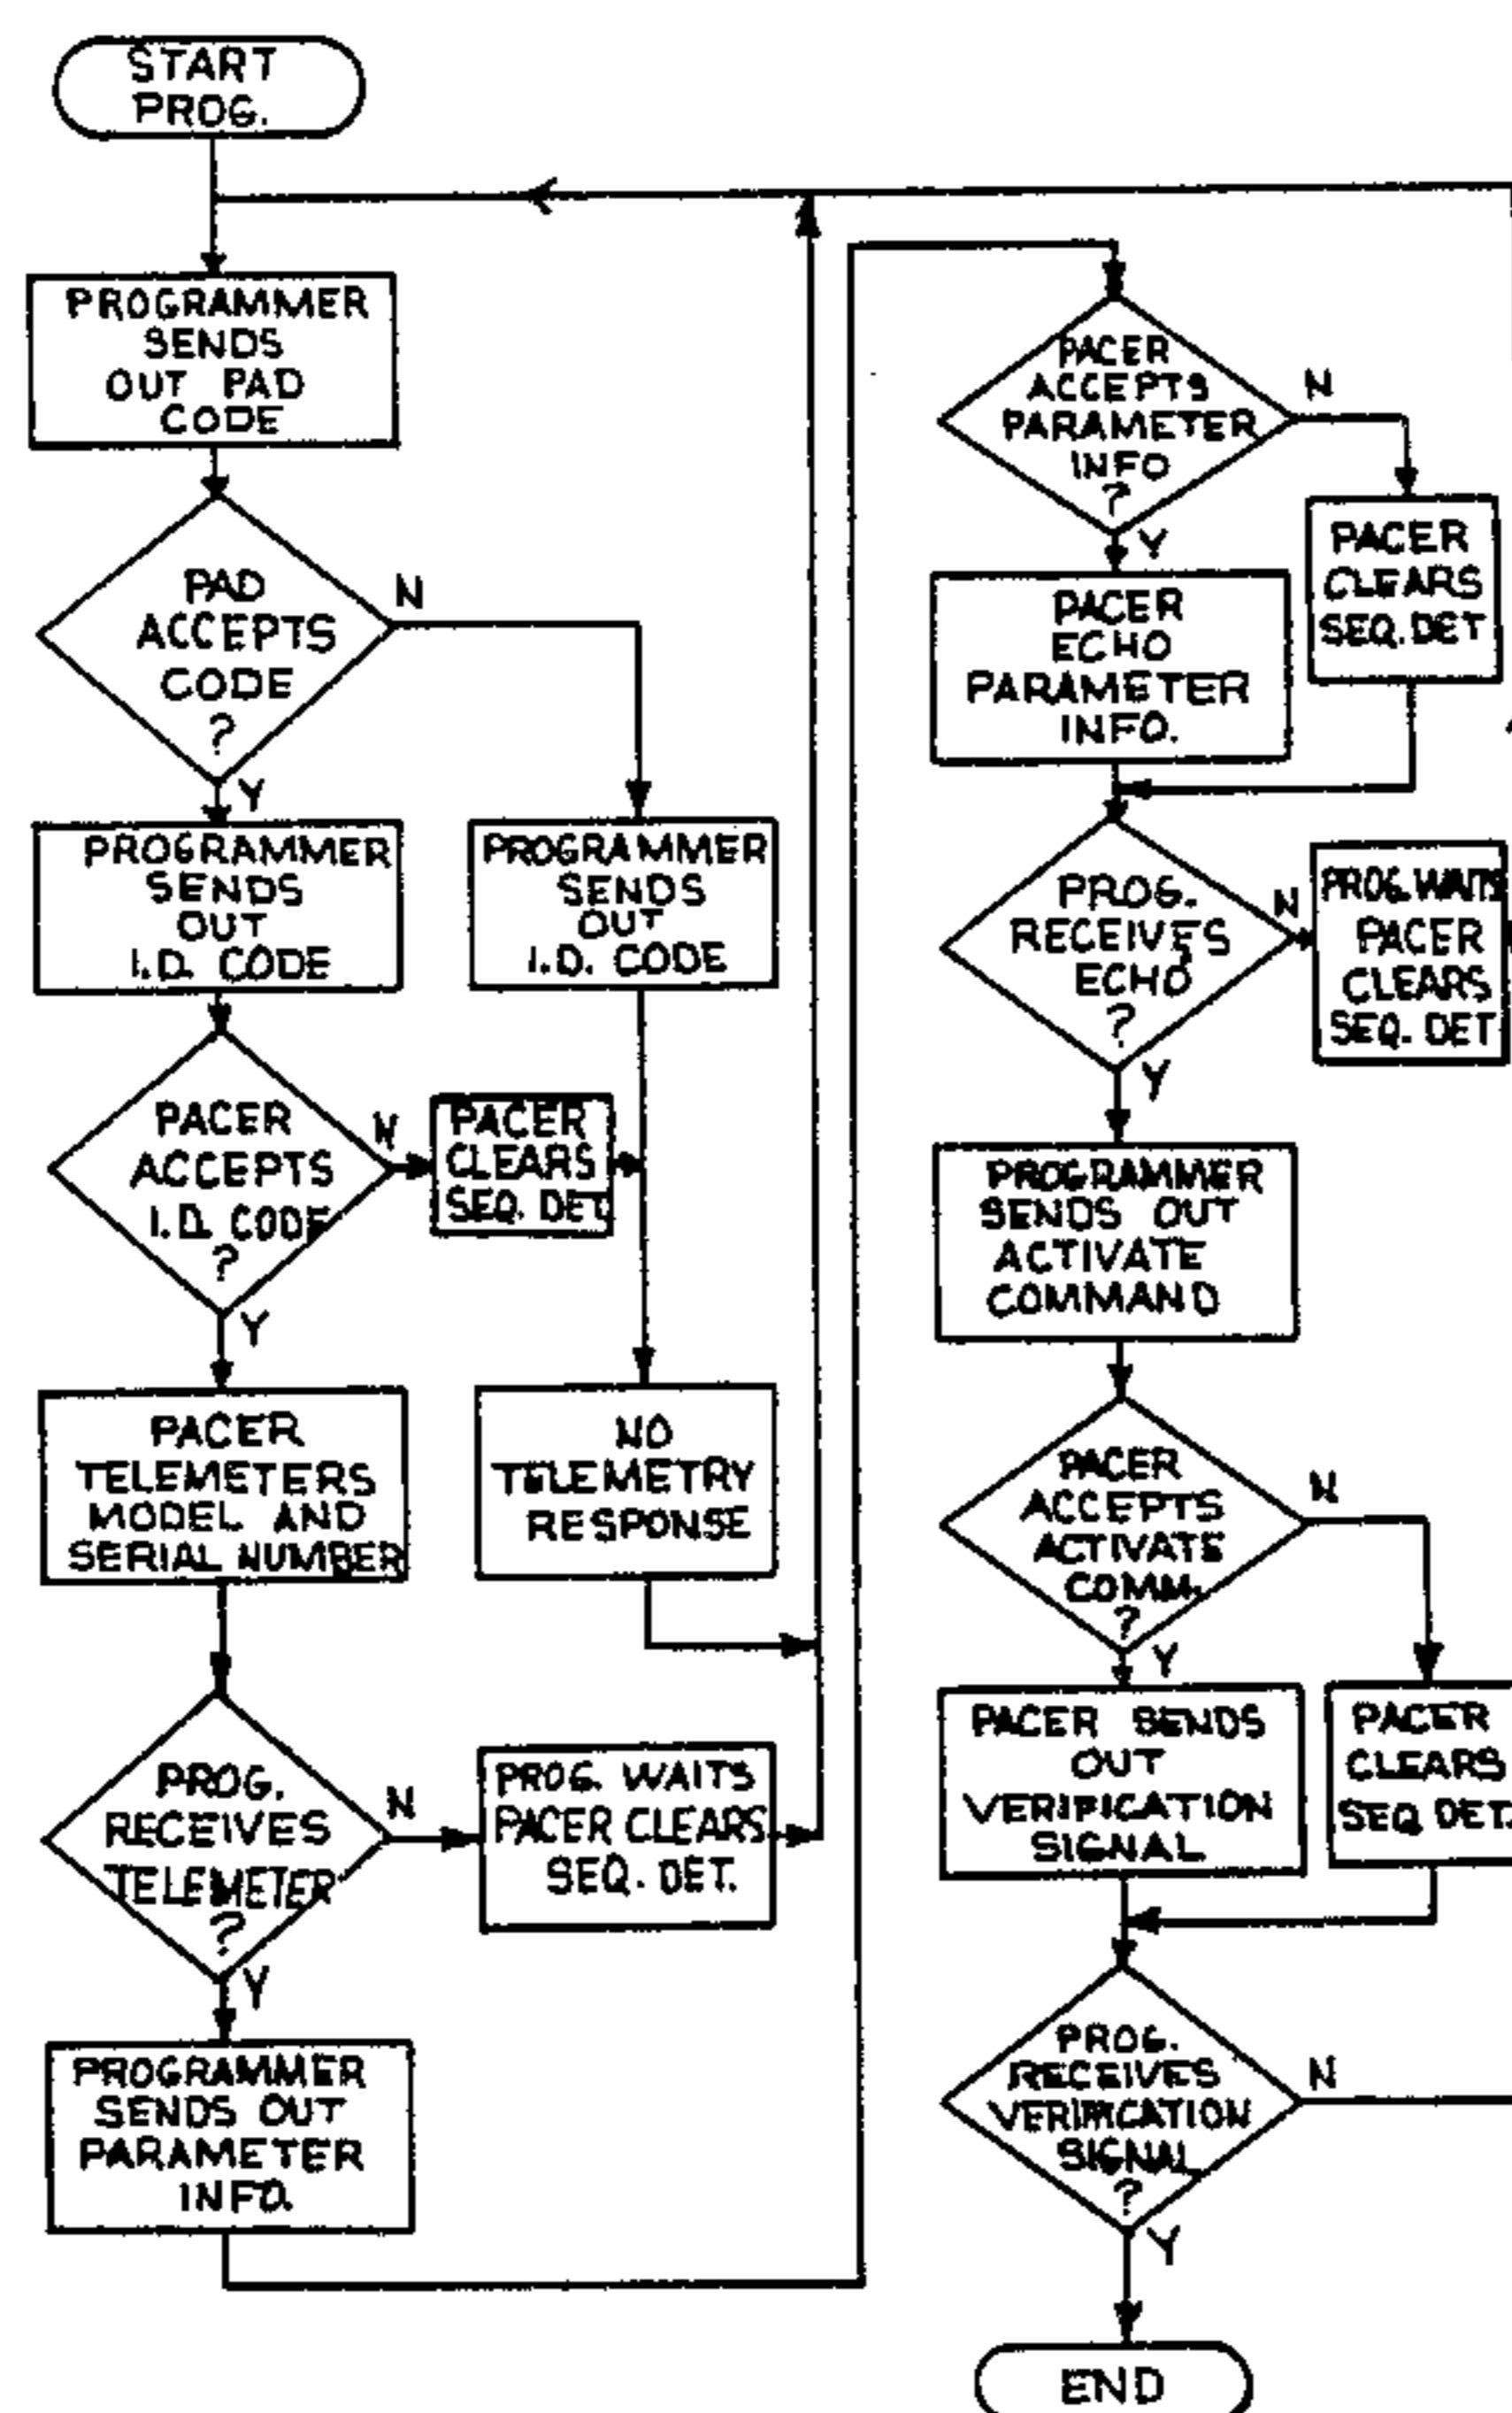 START
PROG.
PROGRAMMER
SENDS
OUT PAD
CODE
PAD
ACCEPTS
CODE
?
N
Y
PROGRAMMER
SENDS
OUT
I.D. CODE
PROGRAMMER
SENDS
OUT
I.D. CODE
PACER
ACCEPTS
I.D. CODE
?
N
Y
PACER
CLEARS
SEQ. DET.
PACER
TELEMETERS
MODEL AND
SERIAL NUMBER
NO
TELEMETRY
RESPONSE
PROG.
RECEIVES
TELEMETER
?
N
Y
PROG. WAITS
PACER CLEARS
SEQ. DET.
PROGRAMMER
SENDS OUT
PARAMETER
INFO.
PACER
ACCEPTS
PARAMETER
INFO
?
N
Y
PACER
CLEARS
SEQ. DET
PACER
ECHO
PARAMETER
INFO.
PROG.
RECEIVES
ECHO
?
N
Y
PROG. WAITS
PACER
CLEARS
SEQ. DET
PROGRAMMER
SENDS OUT
ACTIVATE
COMMAND
PACER
ACCEPTS
ACTIVATE
COMM.
?
N
Y
PACER SENDS
OUT
VERIFICATION
SIGNAL
PACER
CLEARS
SEQ. DET.
PROG.
RECEIVES
VERIFICATION
SIGNAL
?
N
Y
END